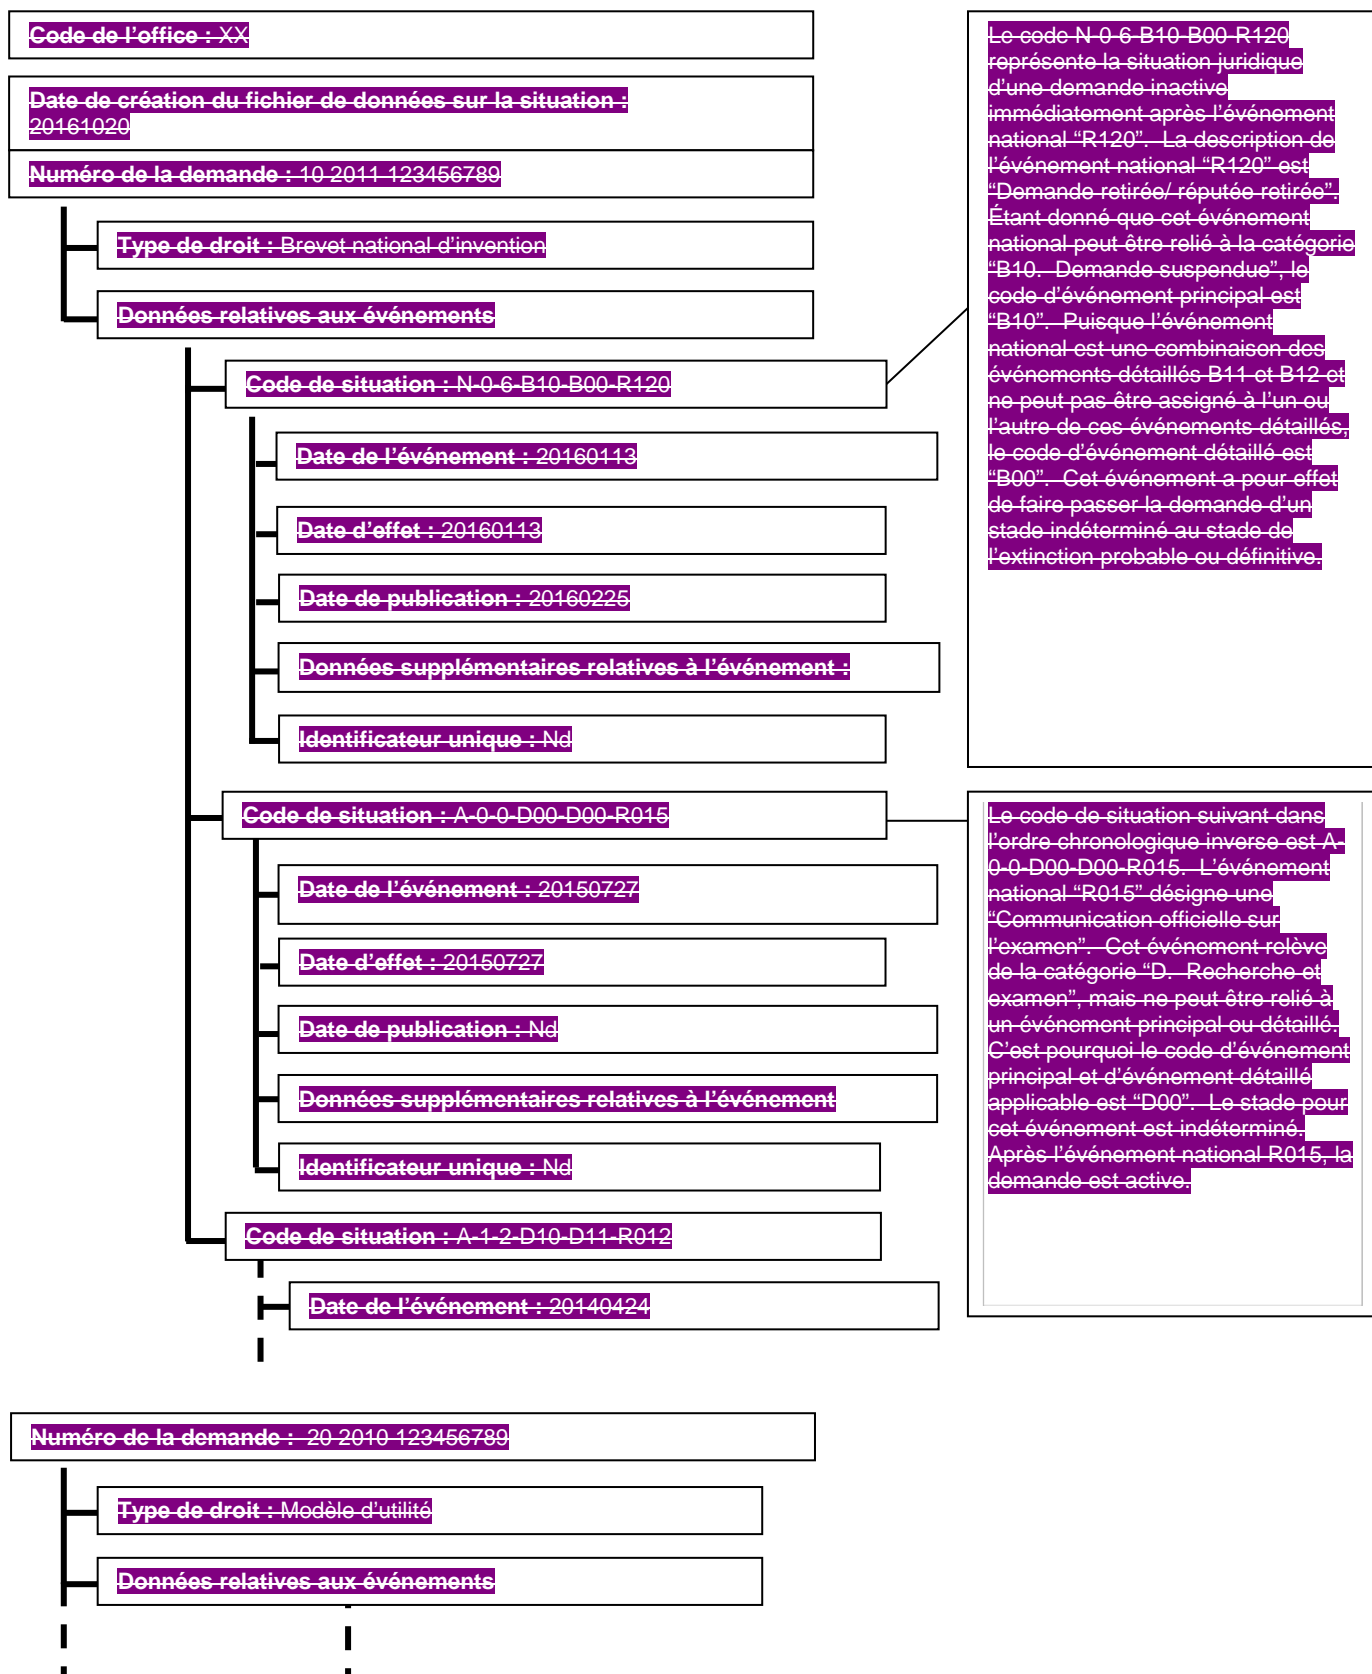 Code de l’office : XX
Date de création du fichier de données sur la situation :
20161020
Numéro de la demande : 10 2011 123456789
Type de droit : Brevet national d’invention
Données relatives aux événements
Code de situation : N-0-6-B10-B00-R120
Date de l’événement : 20160113
Date d’effet : 20160113
Date de publication : 20160225
Données supplémentaires relatives à l’événement :
Identificateur unique : Nd
Le code N-0-6-B10-B00-R120
représente la situation juridique
d’une demande inactive
immédiatement après l’événement
national “R120”.  La description de
l’événement national “R120” est
“Demande retirée/ réputée retirée”.
Étant donné que cet événement
national peut être relié à la catégorie
“B10.  Demande suspendue”, le
code d’événement principal est
“B10”.  Puisque l’événement
national est une combinaison des
événements détaillés B11 et B12 et
ne peut pas être assigné à l’un ou
l’autre de ces événements détaillés,
le code d’événement détaillé est
“B00”.  Cet événement a pour effet
de faire passer la demande d’un
stade indéterminé au stade de
l’extinction probable ou définitive.
Code de situation : A-0-0-D00-D00-R015
Date de l’événement : 20150727
Date d’effet : 20150727
Date de publication : Nd
Données supplémentaires relatives à l’événement
Identificateur unique : Nd
Le code de situation suivant dans
l’ordre chronologique inverse est A-
0-0-D00-D00-R015.  L’événement
national “R015” désigne une
“Communication officielle sur
l’examen”.  Cet événement relève
de la catégorie “D.  Recherche et
examen”, mais ne peut être relié à
un événement principal ou détaillé.
C’est pourquoi le code d’événement
principal et d’événement détaillé
applicable est “D00”.  Le stade pour
cet événement est indéterminé.
Après l’événement national R015, la
demande est active.
Code de situation : A-1-2-D10-D11-R012
Date de l’événement : 20140424
Numéro de la demande :  20 2010 123456789
Type de droit : Modèle d’utilité
Données relatives aux événements